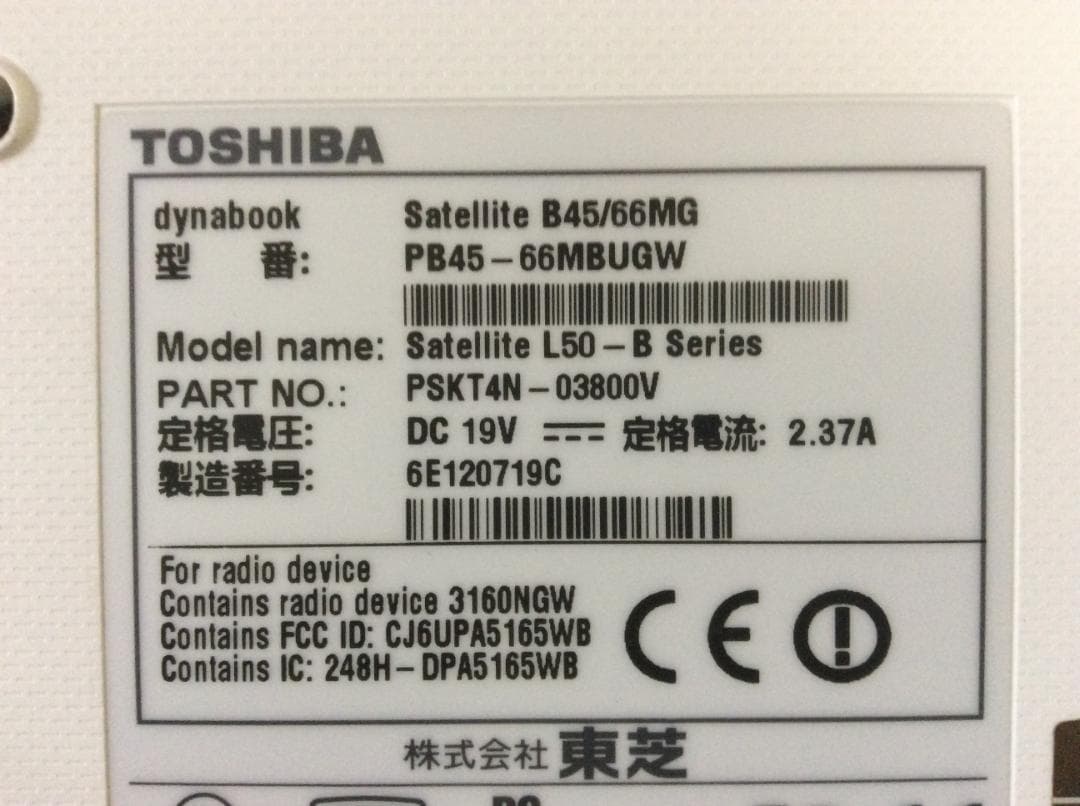 TOSHIBA
dynabook Satellite B45/66MG
型 番: PB45-66MBUGW
Model name: Satellite L50-B Series
PART NO.: PSKT4N-03800V
定格電圧: DC 19V 定格電流: 2.37A
製造番号: 6E120719C
For radio device
Contains radio device 3160NGW
Contains FCC ID: CJ6UPA5165WB
Contains IC: 248H-DPA5165WB
CE
株式会社 東芝